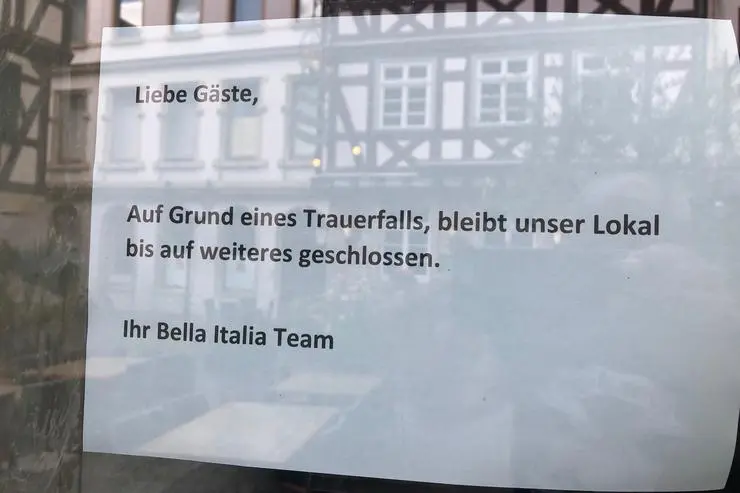 Liebe Gäste,
Auf Grund eines Trauerfalls, bleibt unser Lokal
bis auf weiteres geschlossen.
Ihr Bella Italia Team